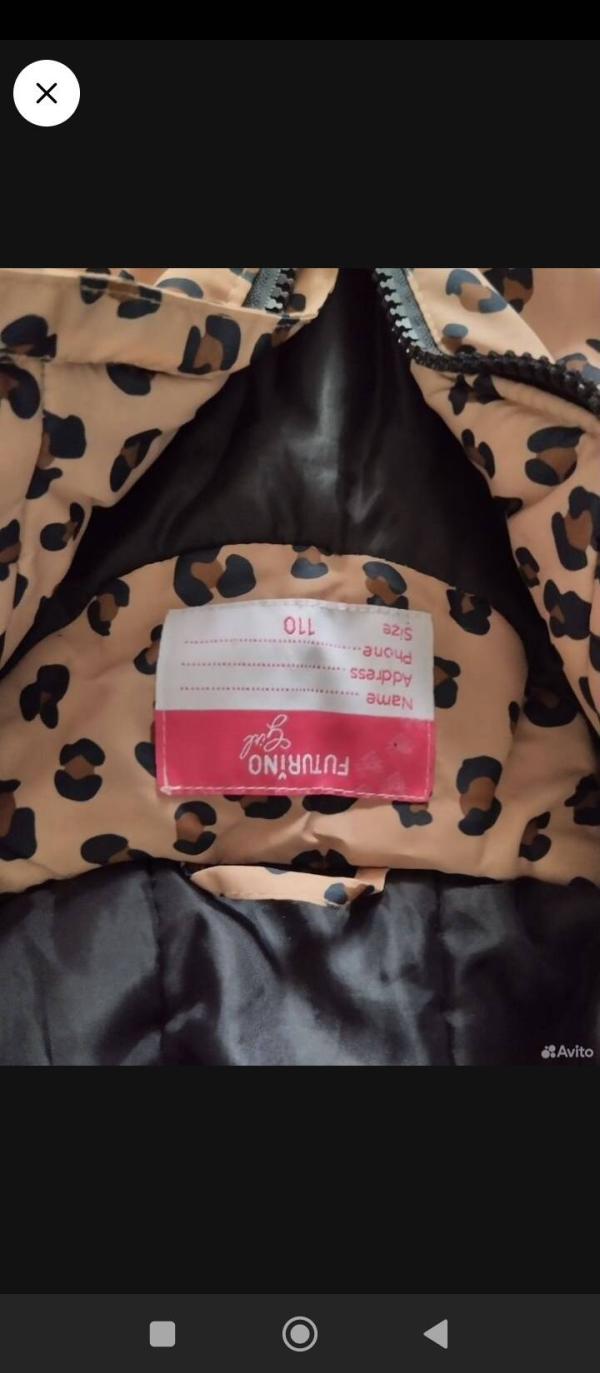 FUTURINO
Girl
Name
Address
Phone
Size 110
Avito